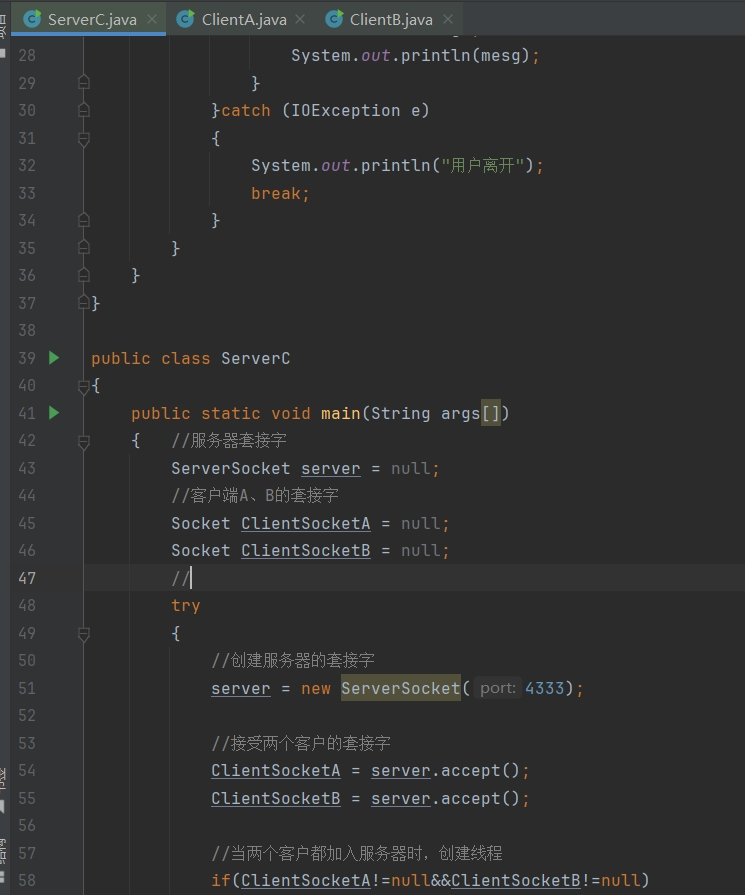 ServerC.java ClientA.java ClientB.java
28 System.out.println(mesg);
29 }
30 }catch (IOException e)
31 {
32 System.out.println("用户离开");
33 break;
34 }
35 }
36 }
37 }
38
39 public class ServerC
40 {
41 public static void main(String args[])
42 { //服务器套接字
43 ServerSocket server = null;
44 //客户端A、B的套接字
45 Socket ClientSocketA = null;
46 Socket ClientSocketB = null;
47 //
48 try
49 {
50 //创建服务器的套接字
51 server = new ServerSocket( port: 4333);
52
53 //接受两个客户的套接字
54 ClientSocketA = server.accept();
55 ClientSocketB = server.accept();
56
57 //当两个客户都加入服务器时，创建线程
58 if(ClientSocketA!=null&&ClientSocketB!=null)